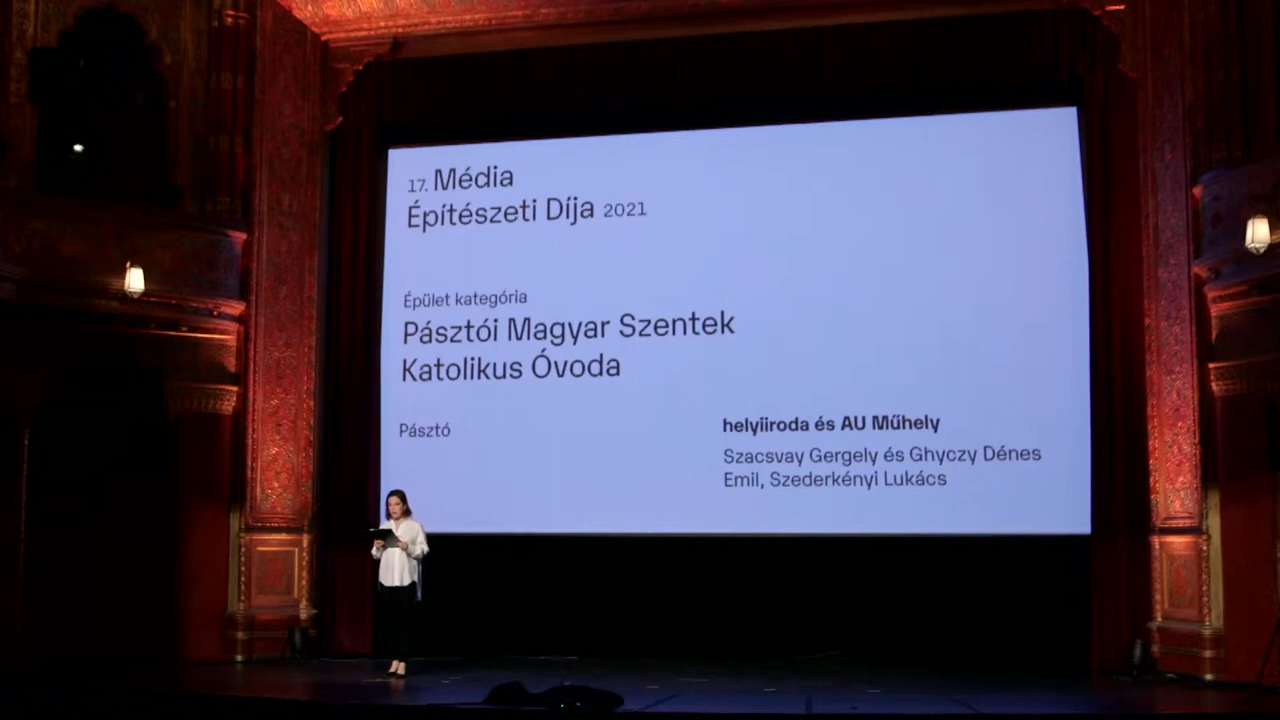 17. Média
Építészeti Díja 2021
Épület kategória
Pásztói Magyar Szentek
Katolikus Óvoda
Pásztó
helyiiroda és AU Műhely
Szacsvay Gergely és Ghyczy Dénes
Emil, Szederkényi Lukács